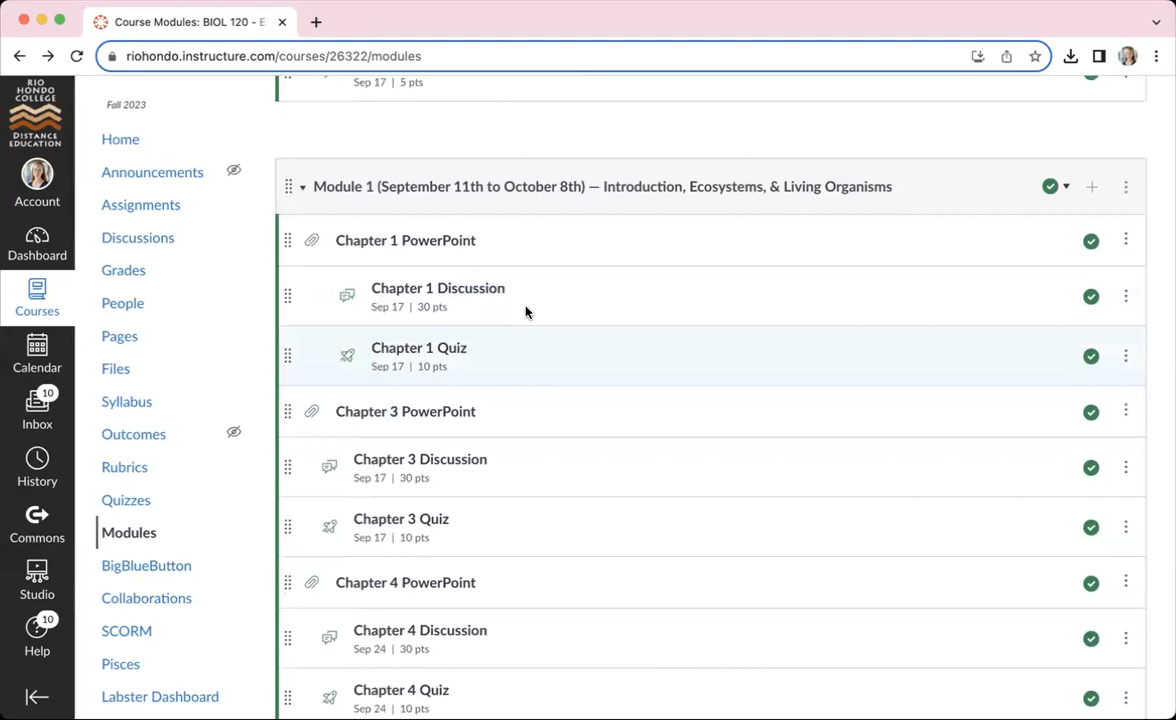 Course Modules: BIOL 120 - E
riohondo.instructure.com/courses/26322/modules
RIO
HONDO
COLLEGE
DISTANCE
EDUCATION
Account
Dashboard
Courses
Calendar
10
Inbox
History
Commons
Studio
10
Help
Fall 2023
Home
Announcements
Assignments
Discussions
Grades
People
Pages
Files
Syllabus
Outcomes
Rubrics
Quizzes
Modules
BigBlueButton
Collaborations
SCORM
Pisces
Labster Dashboard
Sep 17 | 5 pts
Module 1 (September 11th to October 8th) — Introduction, Ecosystems, & Living Organisms
Chapter 1 PowerPoint
Chapter 1 Discussion
Sep 17 | 30 pts
Chapter 1 Quiz
Sep 17 | 10 pts
Chapter 3 PowerPoint
Chapter 3 Discussion
Sep 17 | 30 pts
Chapter 3 Quiz
Sep 17 | 10 pts
Chapter 4 PowerPoint
Chapter 4 Discussion
Sep 24 | 30 pts
Chapter 4 Quiz
Sep 24 | 10 pts